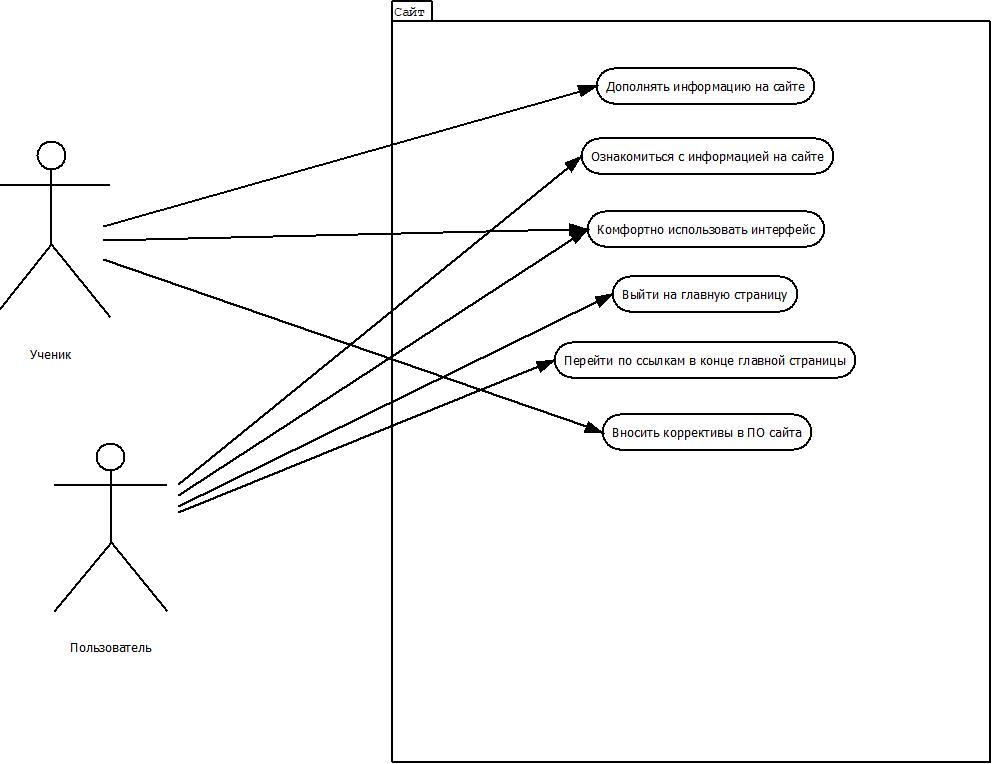 Сайт
Дополнять информацию на сайте
Ознакомиться с информацией на сайте
Комфортно использовать интерфейс
Выйти на главную страницу
Перейти по ссылкам в конце главной страницы
Вносить коррективы в ПО сайта
Ученик
Пользователь